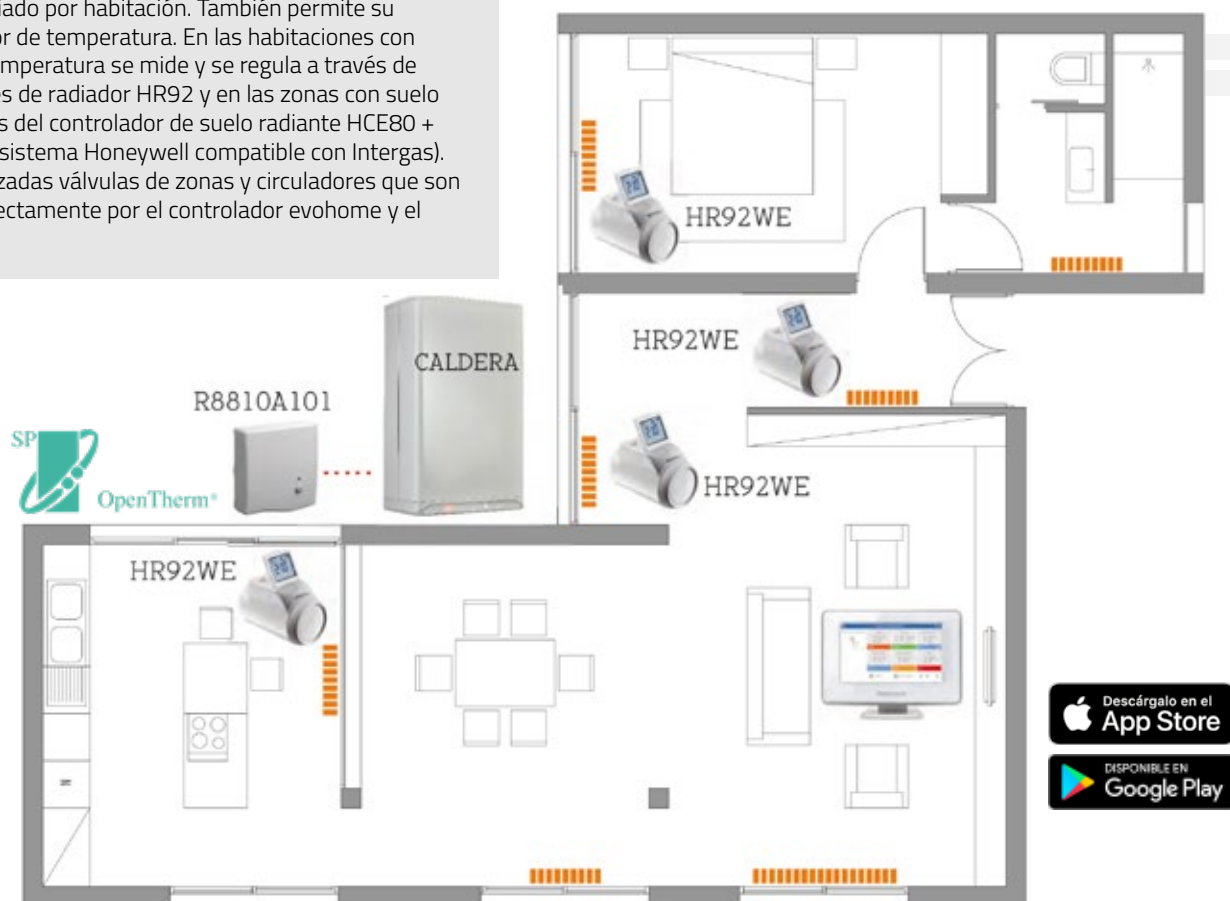 iado por habitación. También permite su
or de temperatura. En las habitaciones con
mperatura se mide y se regula a través de
es de radiador HR92 y en las zonas con suelo
s del controlador de suelo radiante HCE80 +
sistema Honeywell compatible con Intergas).
zadas válvulas de zonas y circuladores que son
ectamente por el controlador evohome y el
HR92WE
HR92WE
CALDERA
R8810A101
SP
OpenTherm®
HR92WE
HR92WE
Descárgalo en el
App Store
DISPONIBLE EN
Google Play